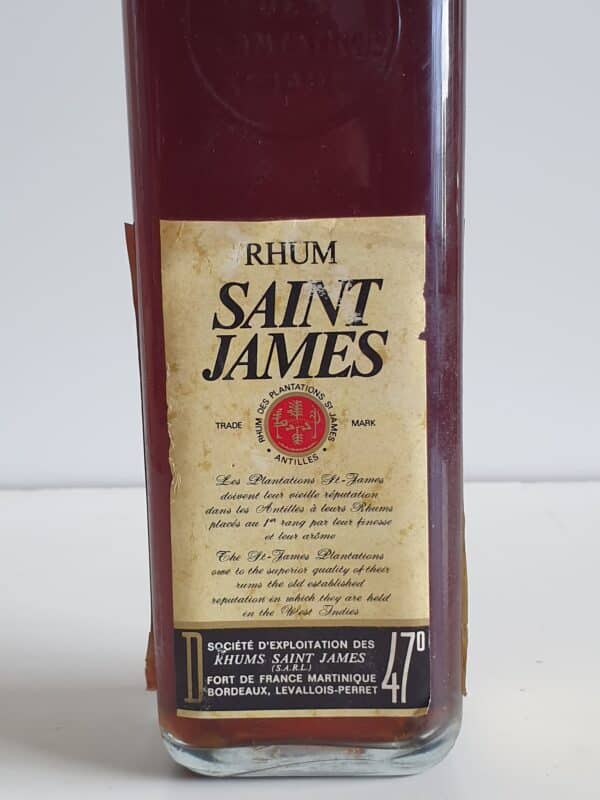 RHUM
SAINT
JAMES
RHUM DES PLANTATIONS St JAMES
TRADE MARK
• ANTILLES •
Les Plantations St-James
doivent leur vieille réputation
dans les Antilles à leurs Rhums
placés au 1er rang par leur finesse
et leur arôme
The St-James Plantations
owe to the superior quality of their
rums the old established
reputation in which they are held
in the West Indies
D
SOCIÉTÉ D'EXPLOITATION DES
RHUMS SAINT JAMES
(S.A.R.L.)
FORT DE FRANCE MARTINIQUE
BORDEAUX, LEVALLOIS-PERRET
47°